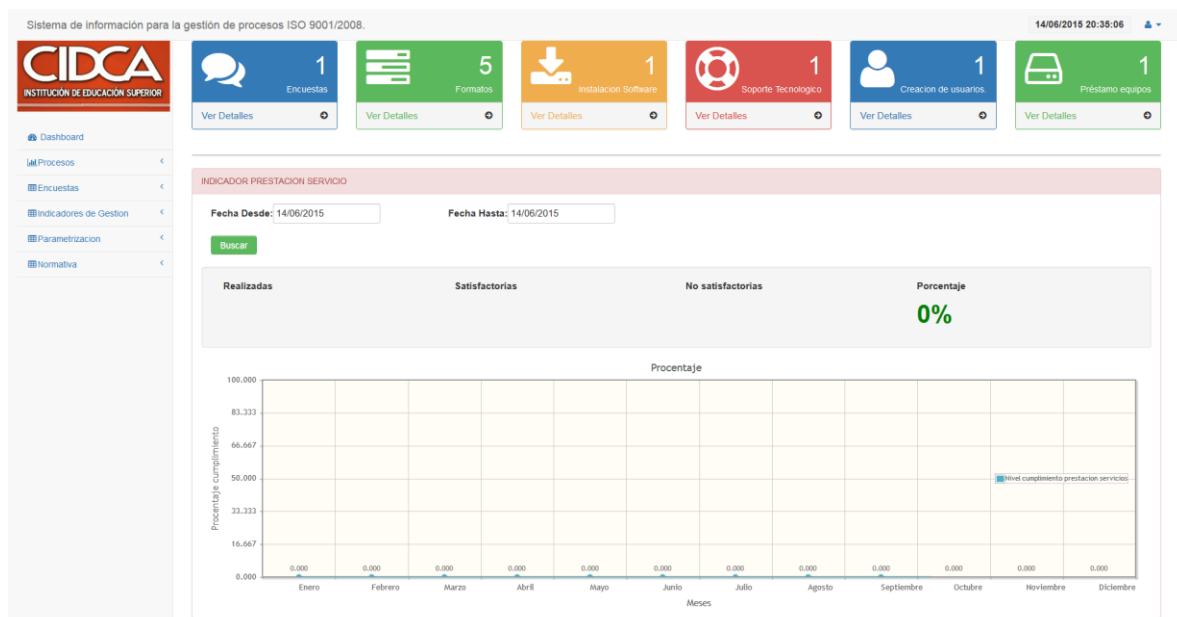 Sistema de información para la gestión de procesos ISO 9001/2008.
14/06/2015 20:35:06
CIDCA
INSTITUCIÓN DE EDUCACIÓN SUPERIOR
Dashboard
Procesos
Encuestas
Indicadores de Gestion
Parametrizacion
Normativa
1
Encuestas
Ver Detalles
5
Formatos
Ver Detalles
1
Instalacion Software
Ver Detalles
1
Soporte Tecnologico
Ver Detalles
1
Creacion de usuarios.
Ver Detalles
1
Préstamo equipos
Ver Detalles
INDICADOR PRESTACION SERVICIO
Fecha Desde: 14/06/2015 Fecha Hasta: 14/06/2015
Buscar
Realizadas Satisfactorias No satisfactorias Porcentaje
0%
Procentaje
100.000
83.333
66.667
50.000
33.333
16.667
0.000
Procentaje cumplimiento
Nivel cumplimiento prestacion servicios
0.000 0.000 0.000 0.000 0.000 0.000 0.000 0.000 0.000 0.000 0.000 0.000
Enero Febrero Marzo Abril Mayo Junio Julio Agosto Septiembre Octubre Noviembre Diciembre
Meses